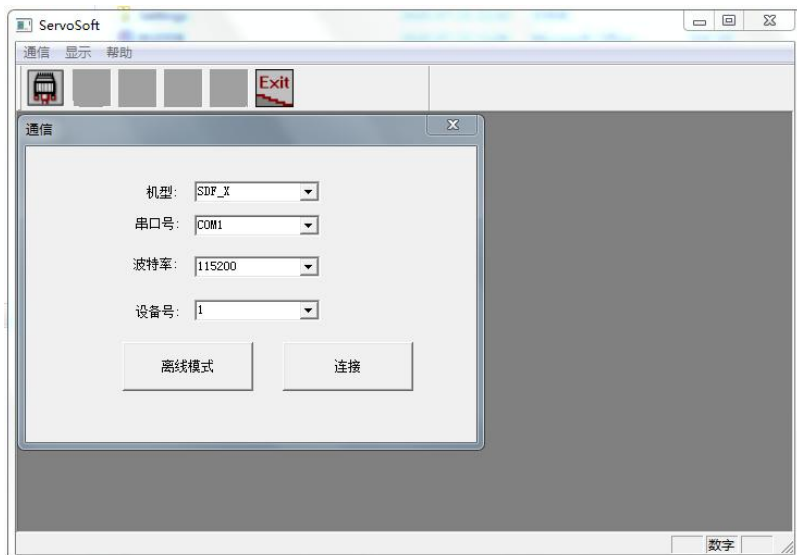 ServoSoft
通信 显示 帮助
Exit
通信
机型: SDF_X
串口号: COM1
波特率: 115200
设备号: 1
离线模式 连接
数字